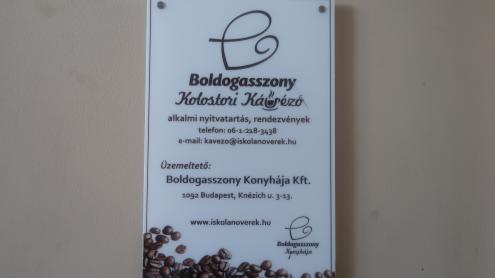 Boldogasszony
Kolostori Kávézó
alkalmi nyitvatartás, rendezvények
telefon: 06-1-218-3438
e-mail: kavezo@iskolanoverek.hu
Üzemeltető:
Boldogasszony Konyhája Kft.
1092 Budapest, Knézich u. 3-13.
www.iskolanoverek.hu
Boldogasszony
Konyhája